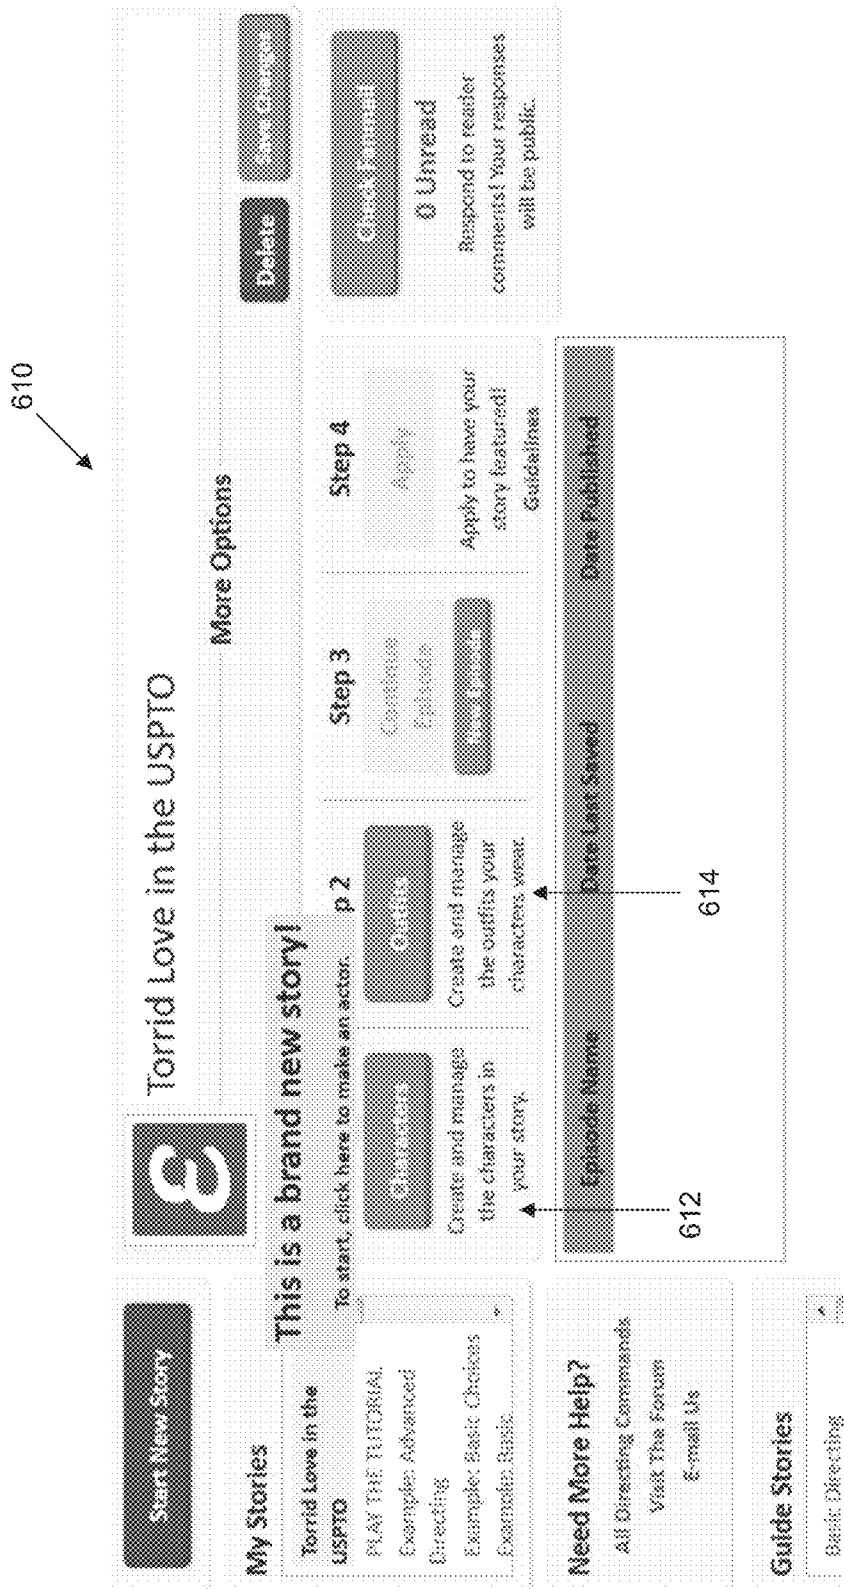 610
Start New Story
My Stories
Torrid Love in the
USPTO
PLAY THE TUTORIAL
Example: Advanced
Directing
Example: Basic Choices
Example: Basic
Need More Help?
All Directing Commands
Visit The Forum
E-mail Us
Guide Stories
Basic Directing
ε
Torrid Love in the USPTO
More Options
Delete
Save Changes
This is a brand new story!
To start, click here to make an actor.
Characters
Create and manage
the characters in
your story.
p 2
Outfits
Create and manage
the outfits your
characters wear.
Step 3
Continue
Episode
Step 4
Apply
Apply to have your
story featured!
Guidelines
0 Unread
Respond to reader
comments! Your responses
will be public.
Episode Name
Date Last Saved
Date Published
612
614